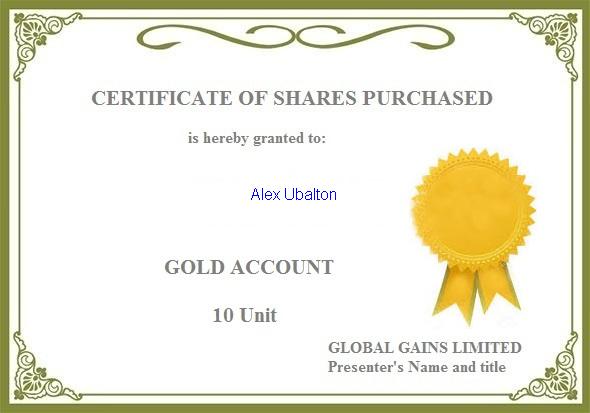 CERTIFICATE OF SHARES PURCHASED
is hereby granted to:
Alex Ubalton
GOLD ACCOUNT
10 Unit
GLOBAL GAINS LIMITED
Presenter's Name and title